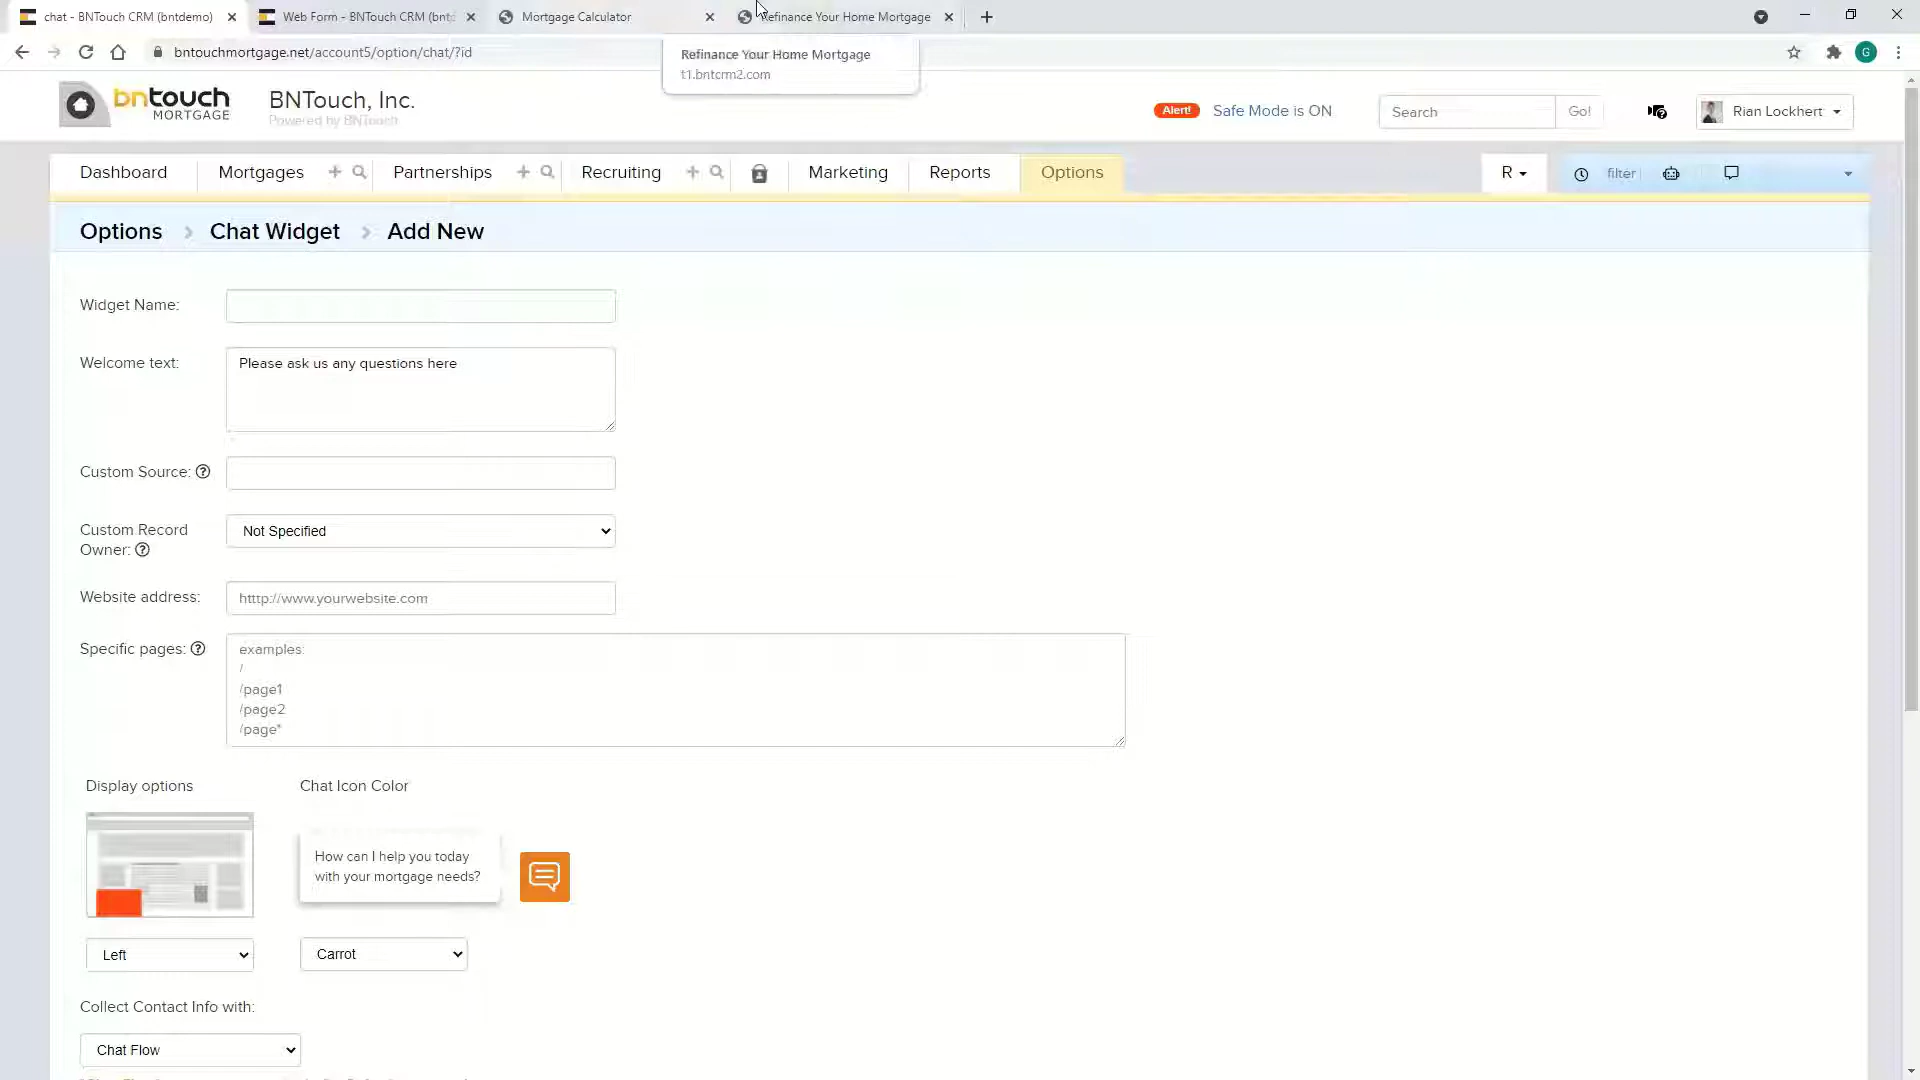 chat - BNTouch CRM (bntdemo)
Web Form - BNTouch CRM (bnt
Mortgage Calculator
Refinance Your Home Mortgage
bntouchmortgage.net/account5/option/chat/?id
G
Refinance Your Home Mortgage
t1.bntcrm2.com
bntouch
MORTGAGE
BNTouch, Inc.
Powered by BNTouch
Alert!
Safe Mode is ON
Search
Go!
Rian Lockhert
Dashboard
Mortgages
Partnerships
Recruiting
Marketing
Reports
Options
R
filter
Options > Chat Widget > Add New
Widget Name:
Welcome text:
Please ask us any questions here
Custom Source:
Custom Record
Owner:
Not Specified
Website address:
htttp://www.yourwebsite.com
Specific pages:
examples:
/
/page1
/page2
/page*
Display options
Chat Icon Color
How can I help you today
with your mortgage needs?
Left
Carrot
Collect Contact Info with:
Chat Flow